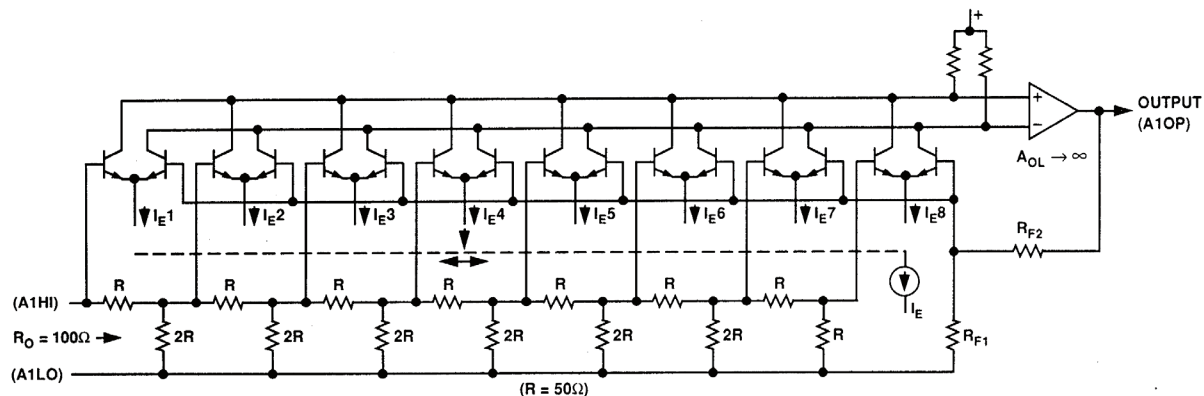 +
+
−
OUTPUT
(A1OP)
A_OL → ∞
I_E1 I_E2 I_E3 I_E4 I_E5 I_E6 I_E7 I_E8
R_F2
(A1HI) R R R R R R R
I_E
R_O = 100Ω 2R 2R 2R 2R 2R 2R R R_F1
(A1LO)
(R = 50Ω)